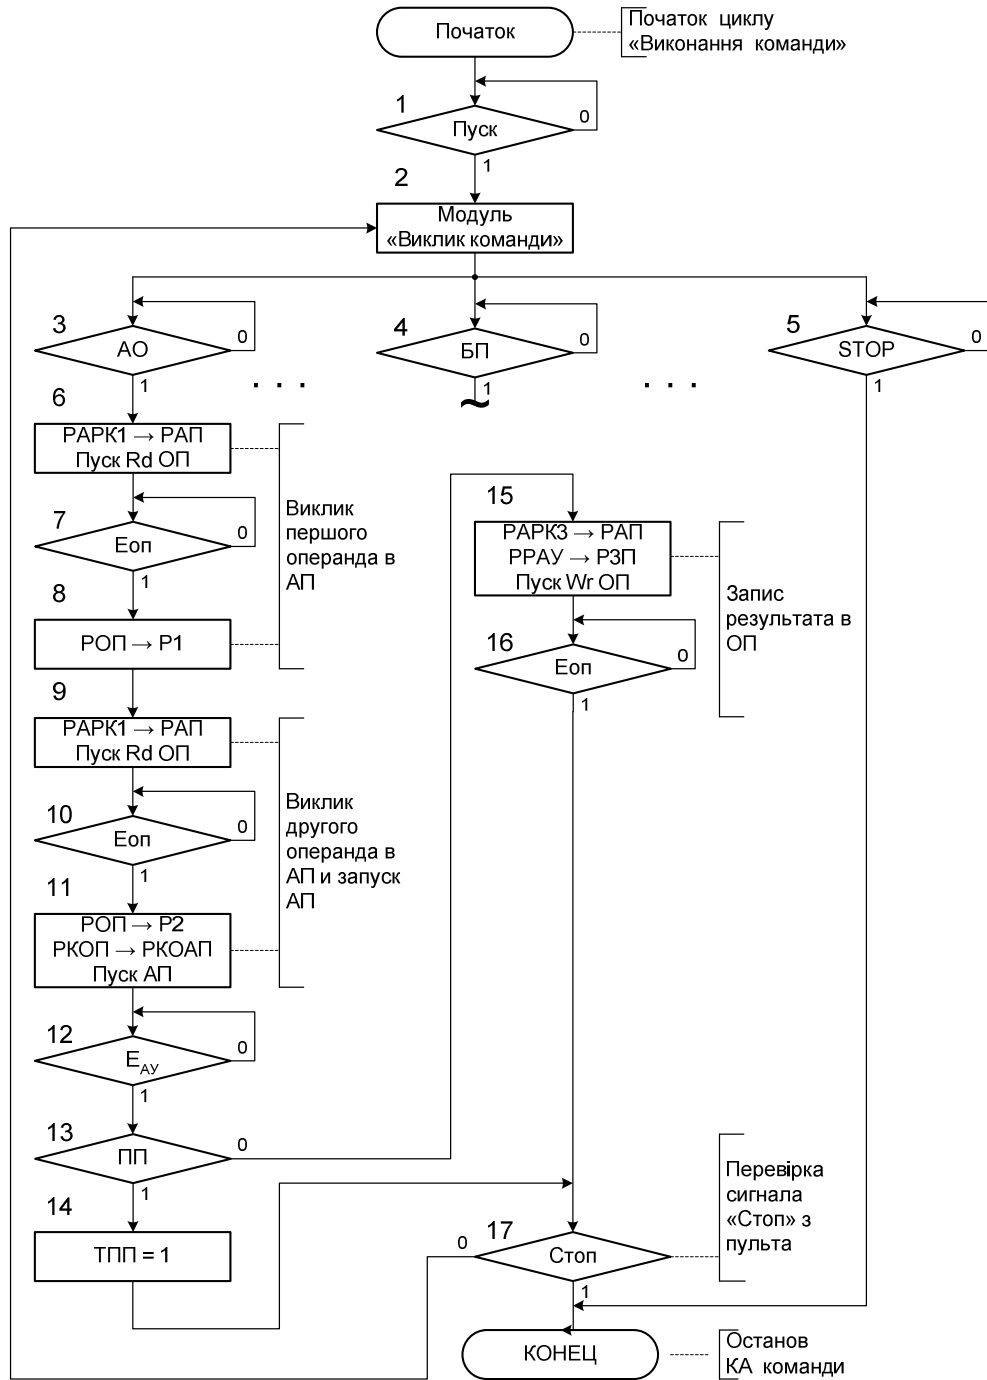 Початок
Початок циклу
«Виконання команди»
1
Пуск
0
1
2
Модуль
«Виклик команди»
3
АО
0
1
4
БП
0
1
5
STOP
0
1
. . .
. . .
6
РАРК1 → РАП
Пуск Rd ОП
7
Еоп
0
1
8
РОП → Р1
Виклик
першого
операнда в
АП
9
РАРК1 → РАП
Пуск Rd ОП
10
Еоп
0
1
11
РОП → Р2
РКОП → РКОАП
Пуск АП
Виклик
другого
операнда в
АП и запуск
АП
12
ЕАУ
0
1
13
ПП
0
1
14
ТПП = 1
15
РАРК3 → РАП
РРАУ → РЗП
Пуск Wr ОП
16
Еоп
0
1
Запис
результата в
ОП
17
Стоп
0
1
Перевірка
сигнала
«Стоп» з
пульта
КОНЕЦ
Останов
КА команди